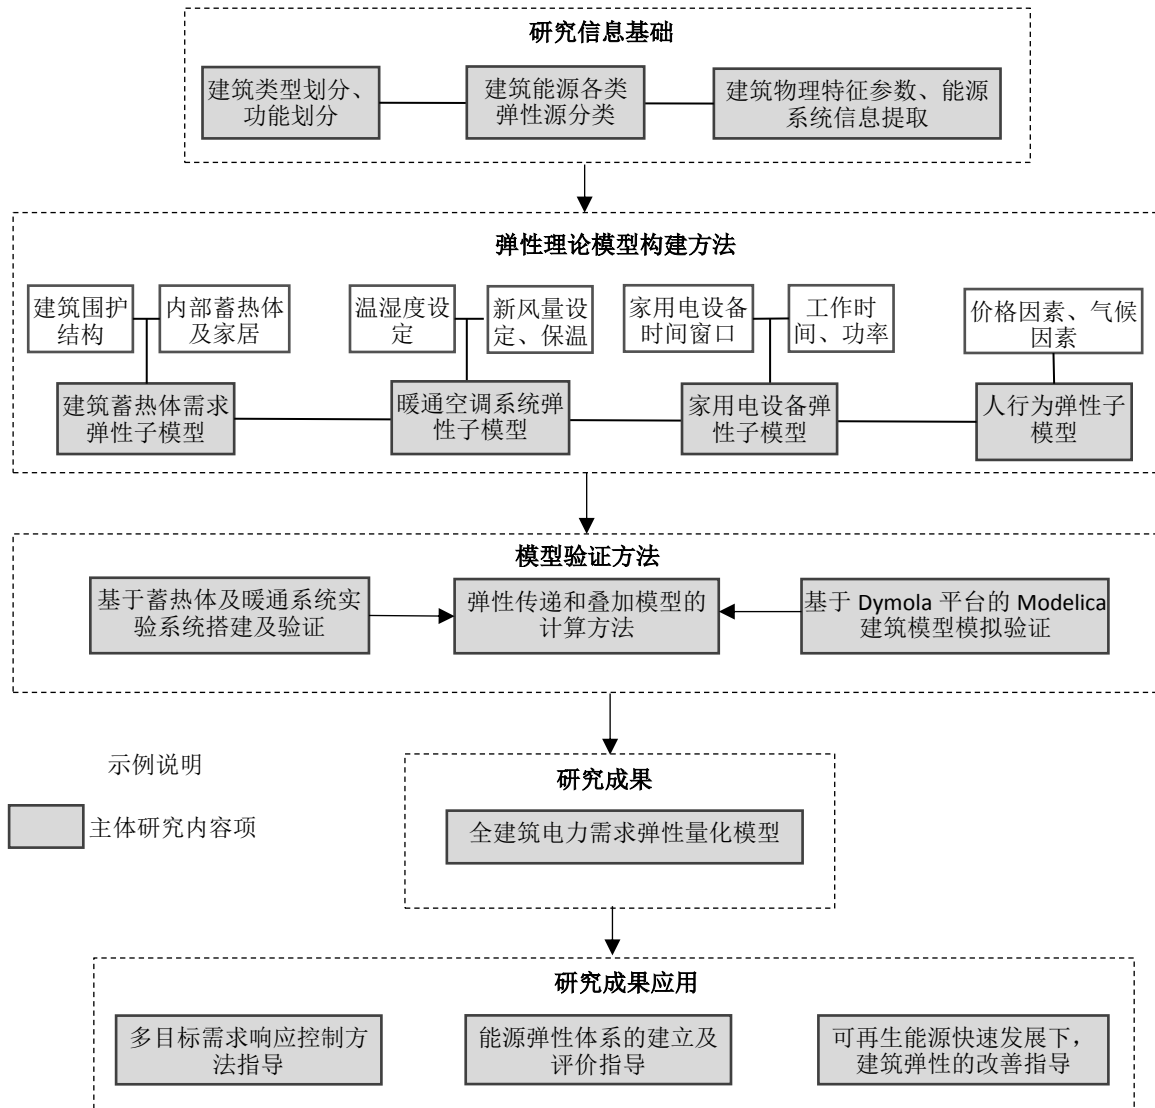 研究信息基础
建筑类型划分、
功能划分
建筑能源各类
弹性源分类
建筑物理特征参数、能源
系统信息提取
弹性理论模型构建方法
建筑围护
结构
内部蓄热体
及家居
温湿度设
定
新风量设
定、保温
家用电设备
时间窗口
工作时
间、功率
价格因素、气候
因素
建筑蓄热体需求
弹性子模型
暖通空调系统弹
性子模型
家用电设备弹
性子模型
人行为弹性子
模型
模型验证方法
基于蓄热体及暖通系统实
验系统搭建及验证
弹性传递和叠加模型的
计算方法
基于 Dymola 平台的 Modelica
建筑模型模拟验证
示例说明
主体研究内容项
研究成果
全建筑电力需求弹性量化模型
研究成果应用
多目标需求响应控制方
法指导
能源弹性体系的建立及
评价指导
可再生能源快速发展下，
建筑弹性的改善指导